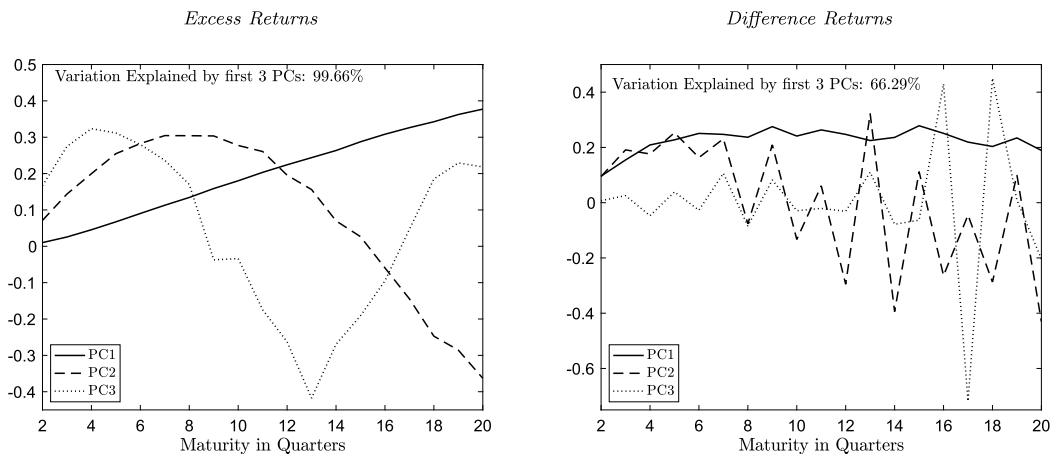 Excess Returns
Variation Explained by first 3 PCs: 99.66%
0.5
0.4
0.3
0.2
0.1
0
-0.1
-0.2
-0.3
-0.4
PC1
PC2
PC3
2 4 6 8 10 12 14 16 18 20
Maturity in Quarters
Difference Returns
Variation Explained by first 3 PCs: 66.29%
0.4
0.2
0
-0.2
-0.4
-0.6
PC1
PC2
PC3
2 4 6 8 10 12 14 16 18 20
Maturity in Quarters